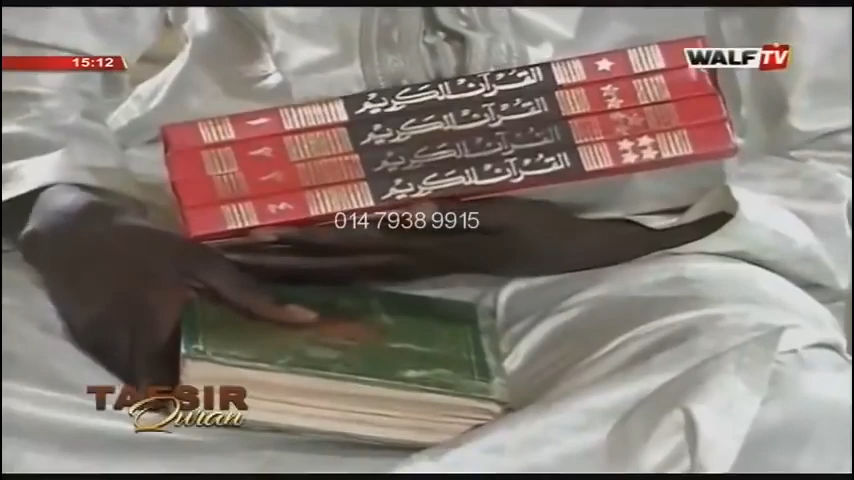 15:12
WALF TV
القرآن الكريم
القرآن الكريم
القرآن الكريم
القرآن الكريم
014 7938 9915
TAFSIR
Quran